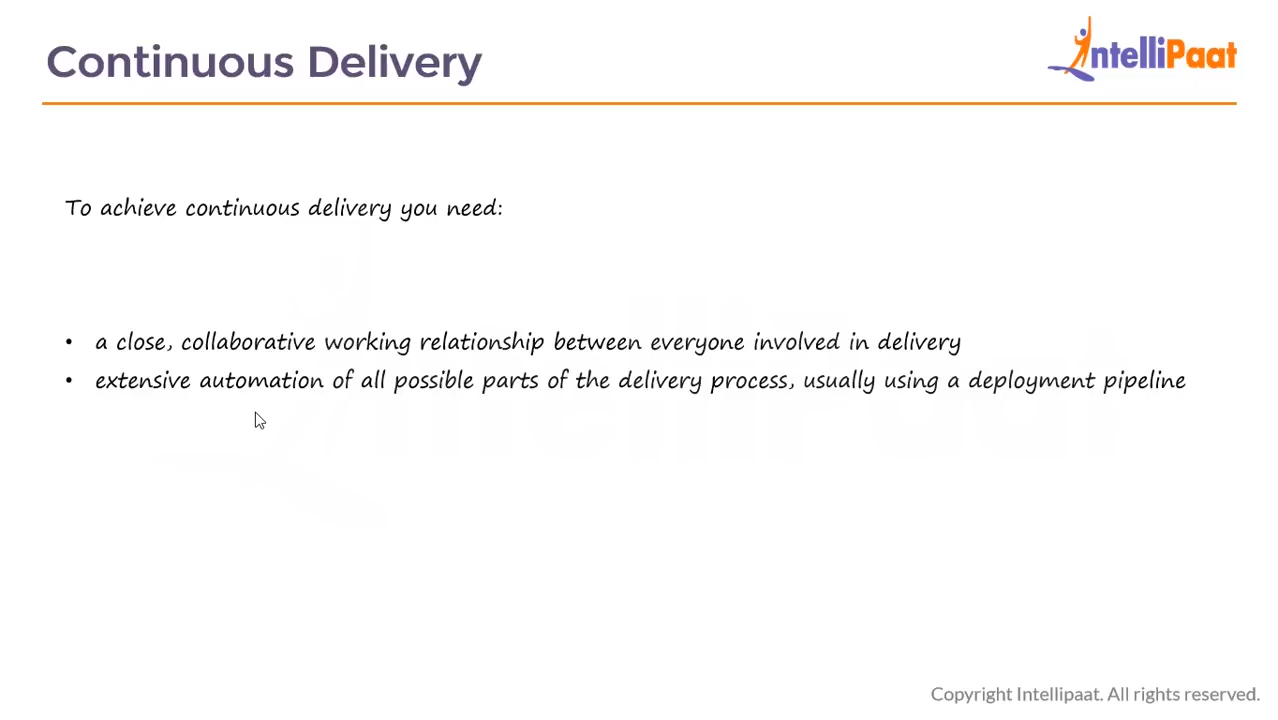 Continuous Delivery
IntelliPaat
To achieve continuous delivery you need:
• a close, collaborative working relationship between everyone involved in delivery
• extensive automation of all possible parts of the delivery process, usually using a deployment pipeline
Copyright Intellipaat. All rights reserved.